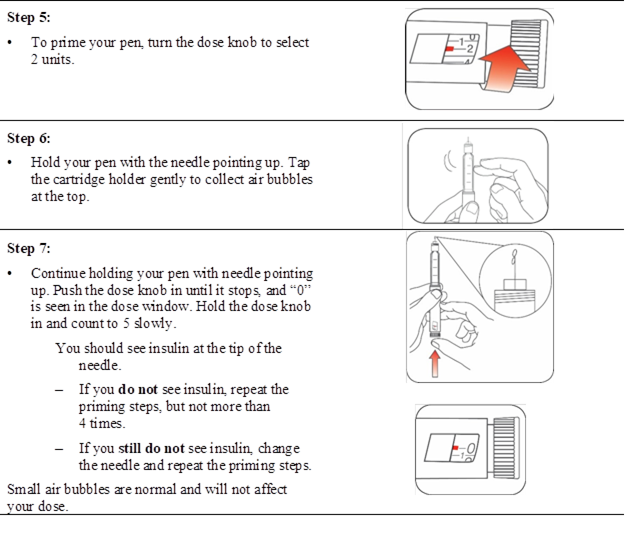 Step 5:
• To prime your pen, turn the dose knob to select
2 units.
1 0
2
Step 6:
• Hold your pen with the needle pointing up. Tap
the cartridge holder gently to collect air bubbles
at the top.
Step 7:
• Continue holding your pen with needle pointing
up. Push the dose knob in until it stops, and “0”
is seen in the dose window. Hold the dose knob
in and count to 5 slowly.
You should see insulin at the tip of the
needle.
– If you do not see insulin, repeat the
priming steps, but not more than
4 times.
– If you still do not see insulin, change
the needle and repeat the priming steps.
0
Small air bubbles are normal and will not affect
your dose.